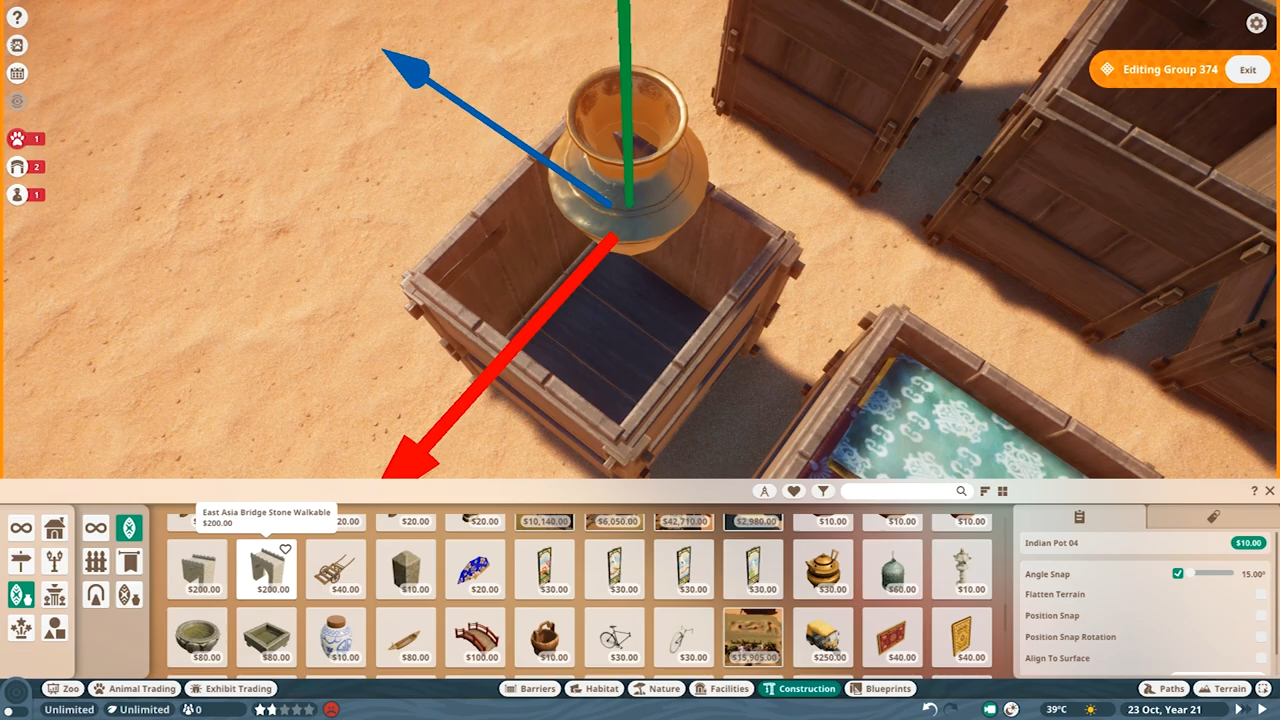 ?
Editing Group 374
Exit
1
2
1
? ×
East Asia Bridge Stone Walkable
$200.00
$20.00
$20.00
$20.00
$10,140.00
$6,050.00
$42,710.00
$2,980.00
$10.00
$10.00
$10.00
$200.00
$200.00
$40.00
$10.00
$20.00
$30.00
$30.00
$30.00
$30.00
$10.00
$60.00
$10.00
$80.00
$80.00
$10.00
$80.00
$100.00
$10.00
$30.00
$30.00
$15,905.00
$250.00
$40.00
$40.00
Indian Pot 04
$10.00
Angle Snap
15.00°
Flatten Terrain
Position Snap
Position Snap Rotation
Align To Surface
Zoo
Animal Trading
Exhibit Trading
Barriers
Habitat
Nature
Facilities
Construction
Blueprints
Paths
Terrain
Unlimited
Unlimited
0
39°C
23 Oct, Year 21